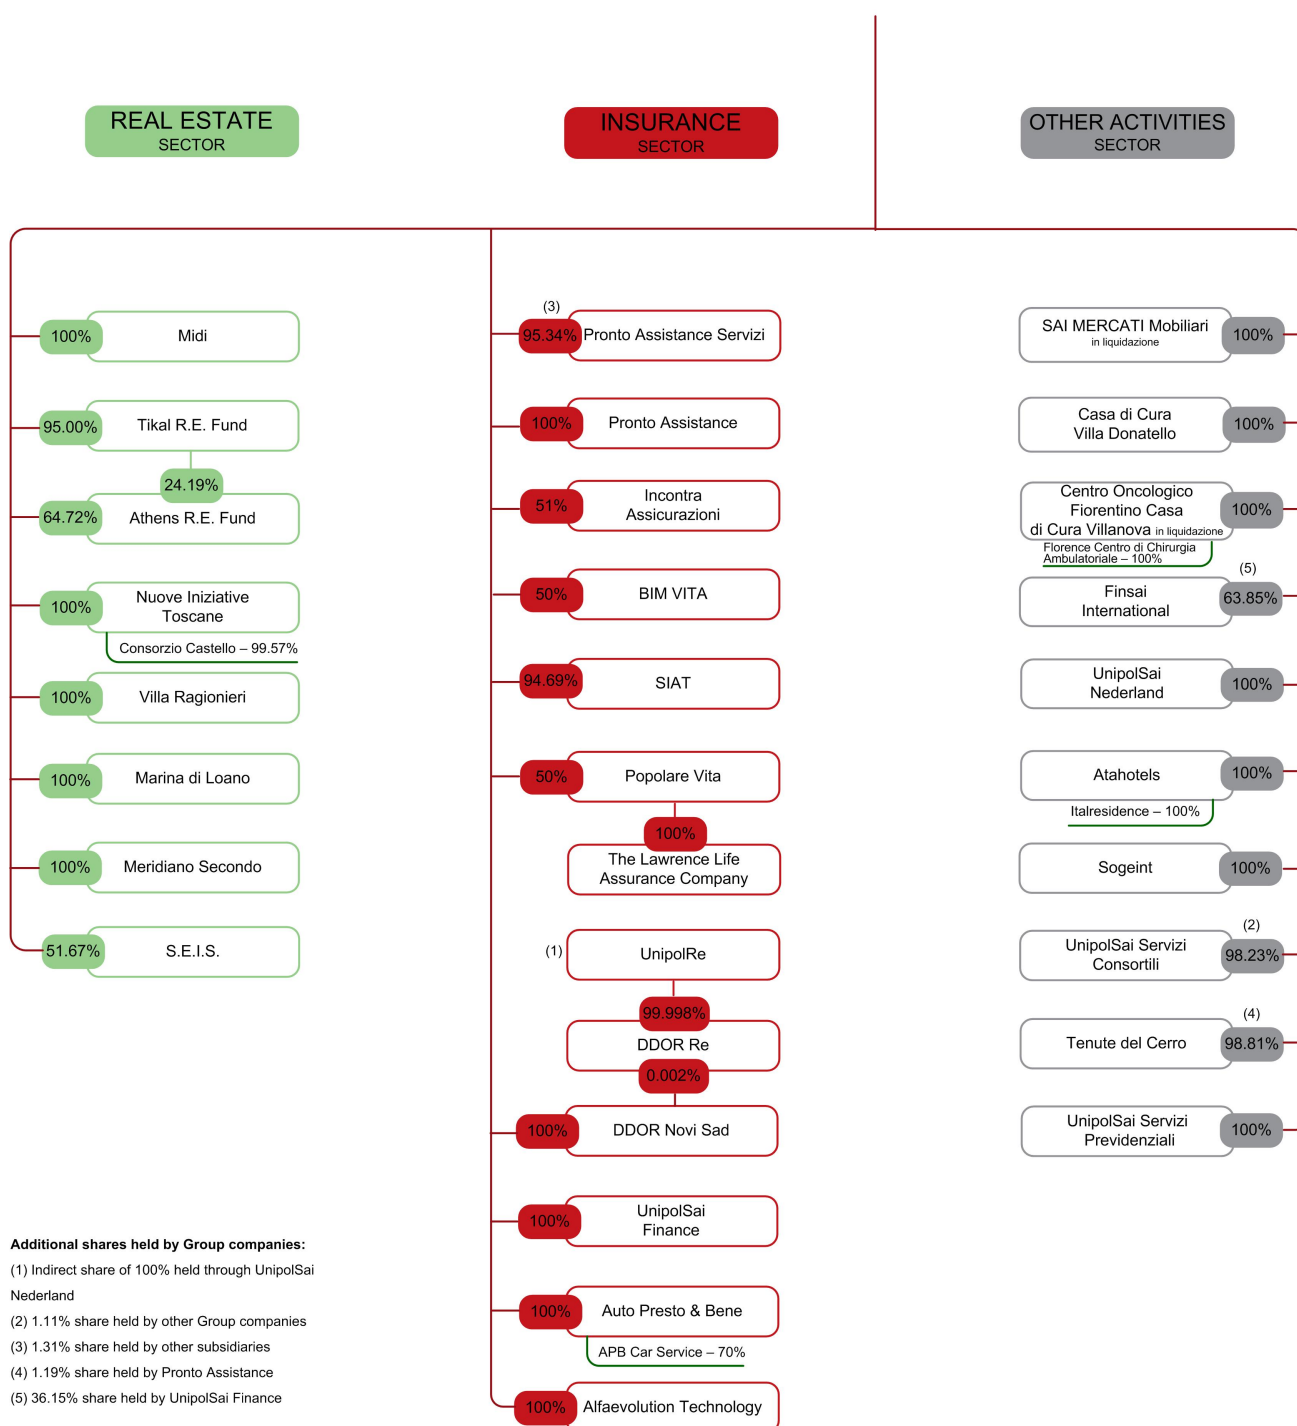 REAL ESTATE
SECTOR
100%
Midi
95.00%
Tikal R.E. Fund
24.19%
64.72%
Athens R.E. Fund
100%
Nuove Iniziative
Toscane
Consorzio Castello – 99.57%
100%
Villa Ragionieri
100%
Marina di Loano
100%
Meridiano Secondo
51.67%
S.E.I.S.
INSURANCE
SECTOR
(3)
95.34%
Pronto Assistance Servizi
100%
Pronto Assistance
51%
Incontra
Assicurazioni
50%
BIM VITA
94.69%
SIAT
50%
Popolare Vita
100%
The Lawrence Life
Assurance Company
(1)
UnipolRe
99.998%
DDOR Re
0.002%
100%
DDOR Novi Sad
100%
UnipolSai
Finance
100%
Auto Presto & Bene
APB Car Service – 70%
100%
Alfaevolution Technology
OTHER ACTIVITIES
SECTOR
SAI MERCATI Mobiliari
in liquidazione
100%
Casa di Cura
Villa Donatello
100%
Centro Oncologico
Fiorentino Casa
di Cura Villanova in liquidazione
100%
Florence Centro di Chirurgia
Ambulatoriale – 100%
(5)
Finsai
International
63.85%
UnipolSai
Nederland
100%
Atahotels
100%
Italresidence – 100%
Sogeint
100%
(2)
UnipolSai Servizi
Consortili
98.23%
(4)
Tenute del Cerro
98.81%
UnipolSai Servizi
Previdenziali
100%
Additional shares held by Group companies:
(1) Indirect share of 100% held through UnipolSai
Nederland
(2) 1.11% share held by other Group companies
(3) 1.31% share held by other subsidiaries
(4) 1.19% share held by Pronto Assistance
(5) 36.15% share held by UnipolSai Finance